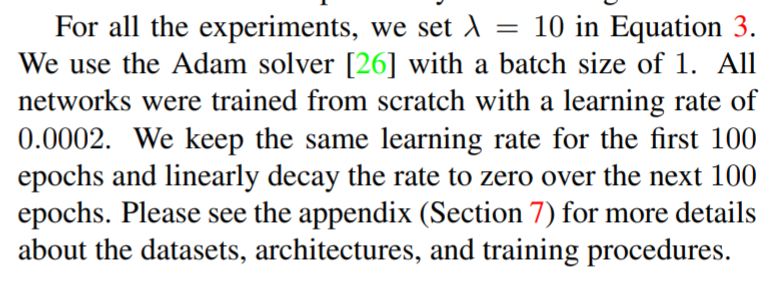 For all the experiments, we set λ = 10 in Equation 3.
We use the Adam solver [26] with a batch size of 1. All
networks were trained from scratch with a learning rate of
0.0002. We keep the same learning rate for the first 100
epochs and linearly decay the rate to zero over the next 100
epochs. Please see the appendix (Section 7) for more details
about the datasets, architectures, and training procedures.